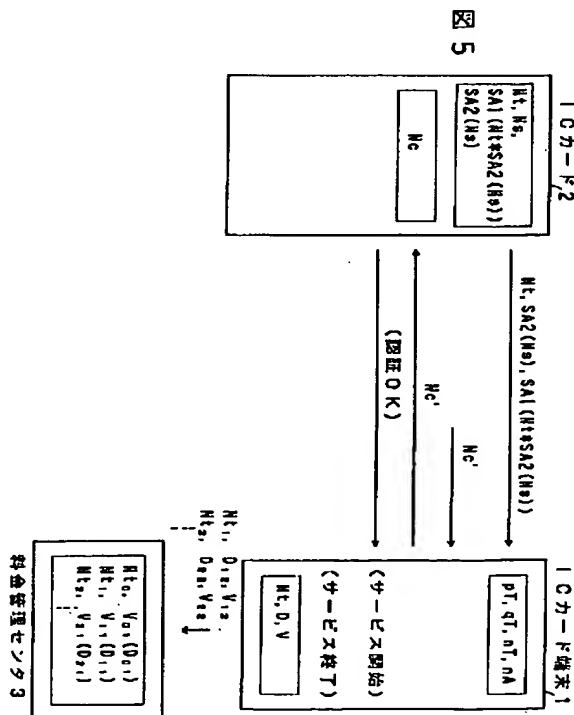 図5
ICカード2
Nt, Ns,
SA1(Nt*SA2(Ns))
SA2(Ns)
Nc
Nt, SA2(Ns), SA1(Nt*SA2(Ns))
Nc'
Nc'
(認証OK)
ICカード端末1
pT, qT, nT, nA
(サービス開始)
(サービス終了)
Nt, D, V
料金管理センタ3